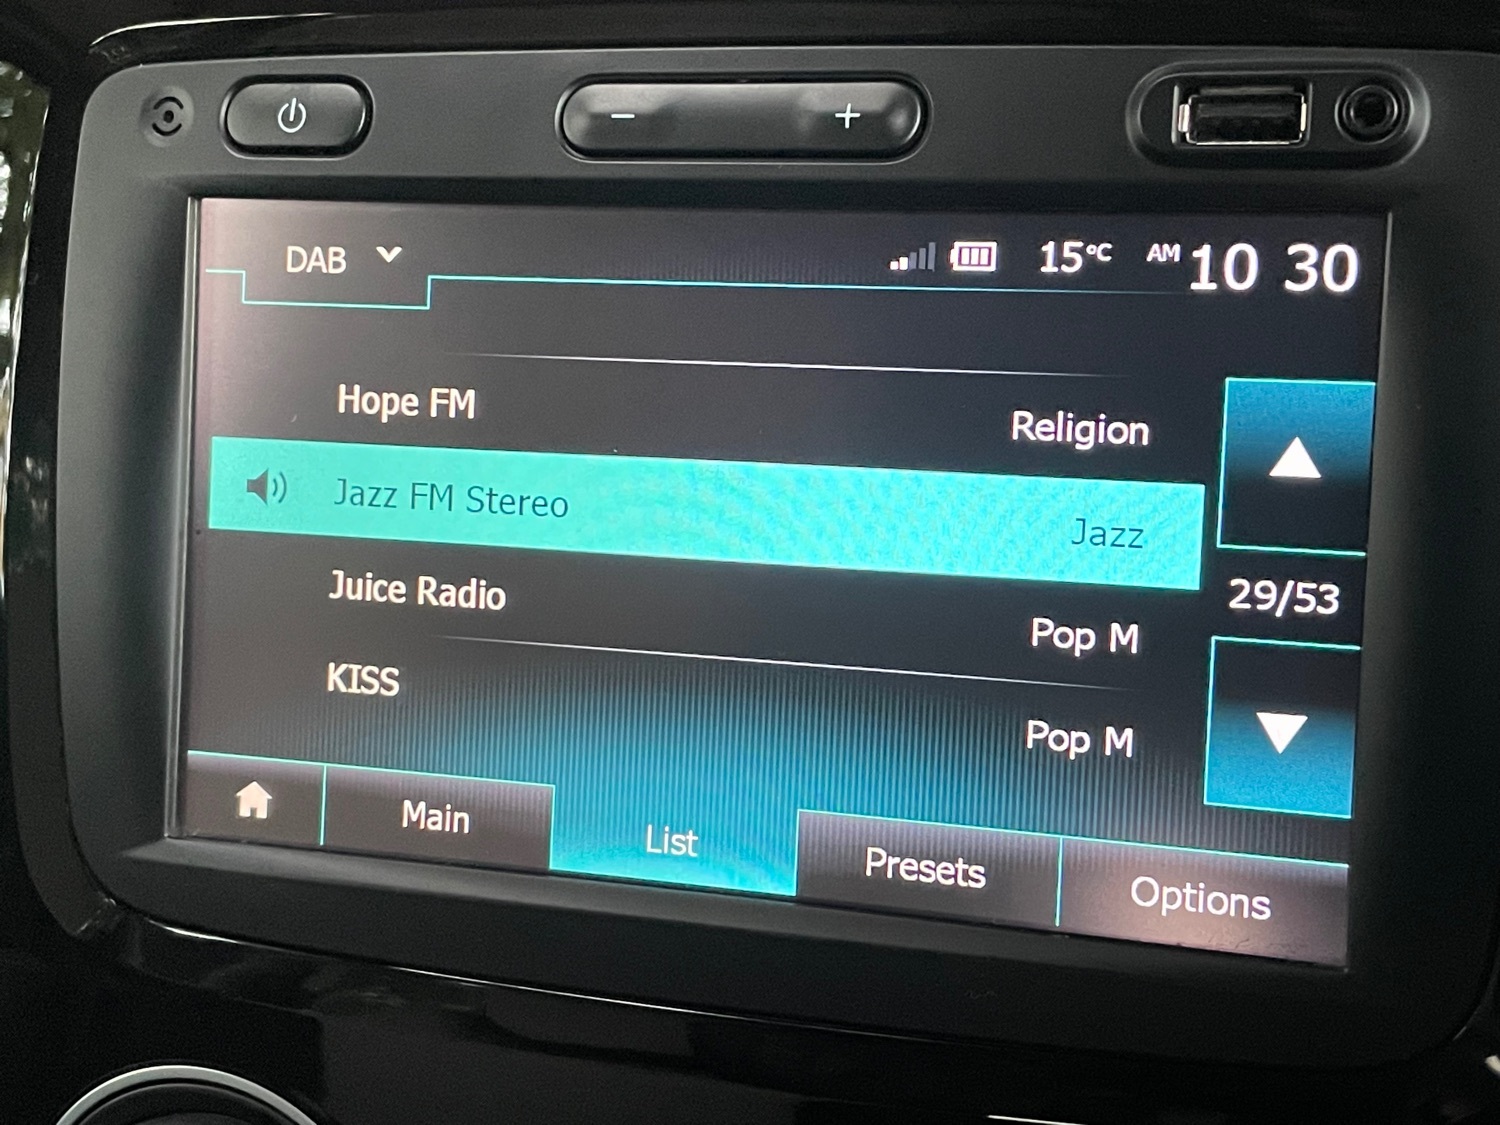 DAB
15°C AM 10 30
Hope FM
Religion
Jazz FM Stereo
Jazz
29/53
Juice Radio
Pop M
KISS
Pop M
Main
List
Presets
Options